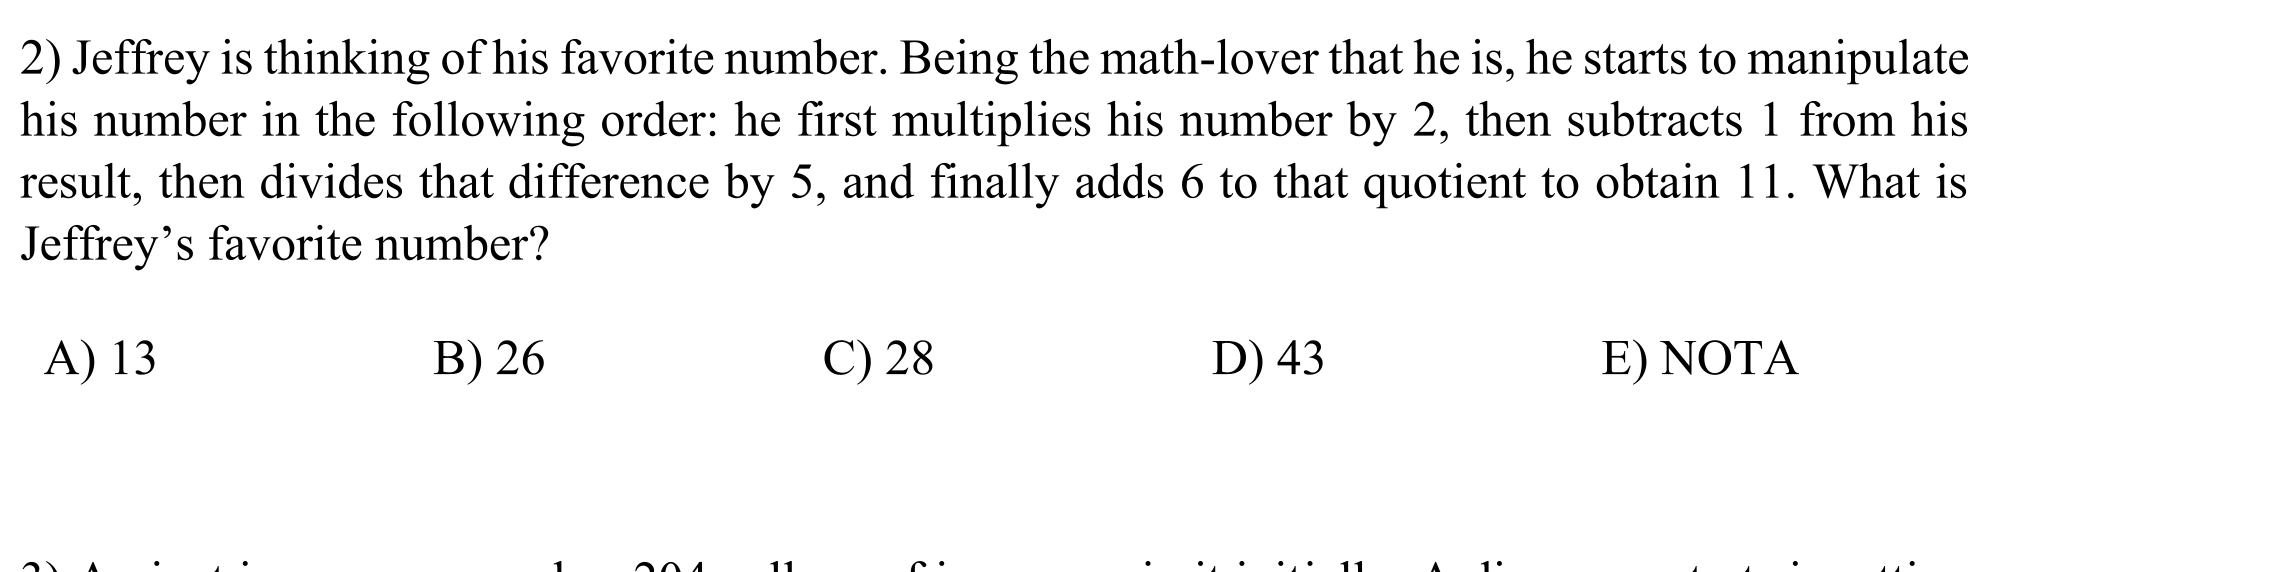 2) Jeffrey is thinking of his favorite number. Being the math-lover that he is, he starts to manipulate
his number in the following order: he first multiplies his number by 2, then subtracts 1 from his
result, then divides that difference by 5, and finally adds 6 to that quotient to obtain 11. What is
Jeffrey’s favorite number?
A) 13 B) 26 C) 28 D) 43 E) NOTA